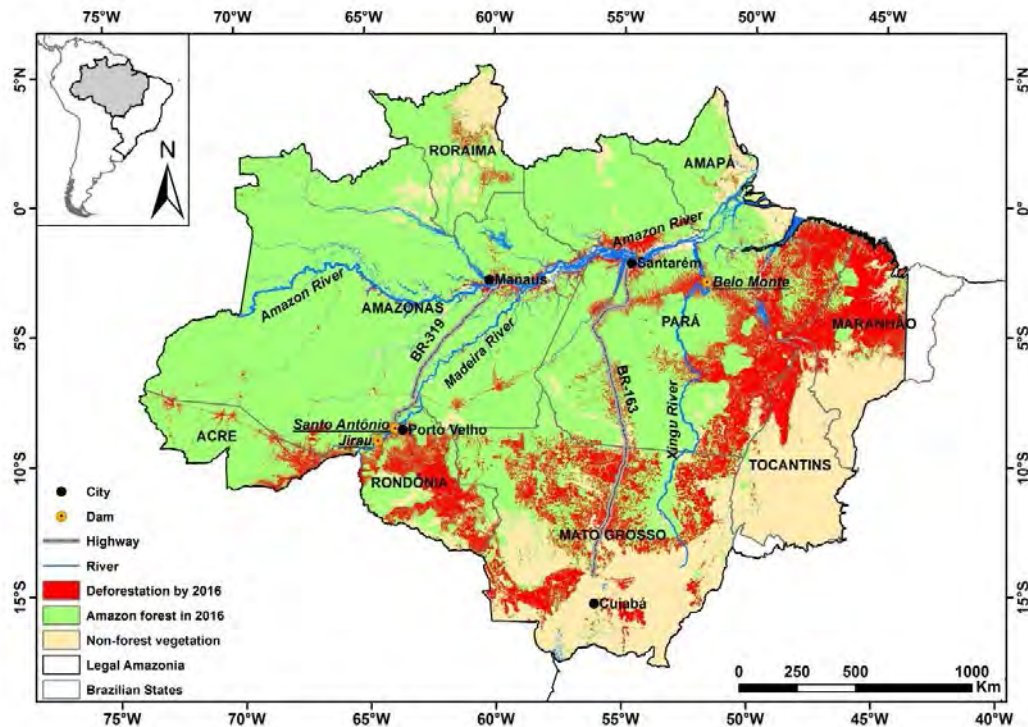 75°W 70°W 65°W 60°W 55°W 50°W 45°W
5°N
5°N
N
RORAIMA
AMAPÁ
0°
0°
Amazon River
Santarém
Manaus
Belo Monte
Amazon River
AMAZONAS
PARÁ
MARANHÃO
5°S
5°S
BR-319
Madeira River
BR-163
Xingu River
Santo Antônio
Porto Velho
Jirau
ACRE
TOCANTINS
10°S
10°S
RONDÔNIA
City
Dam
Highway
MATO GROSSO
River
Deforestation by 2016
15°S
15°S
Cuiabá
Amazon forest in 2016
Non-forest vegetation
Legal Amazonia
Brazilian States
0 250 500 1000
Km
75°W 70°W 65°W 60°W 55°W 50°W 45°W 40°W